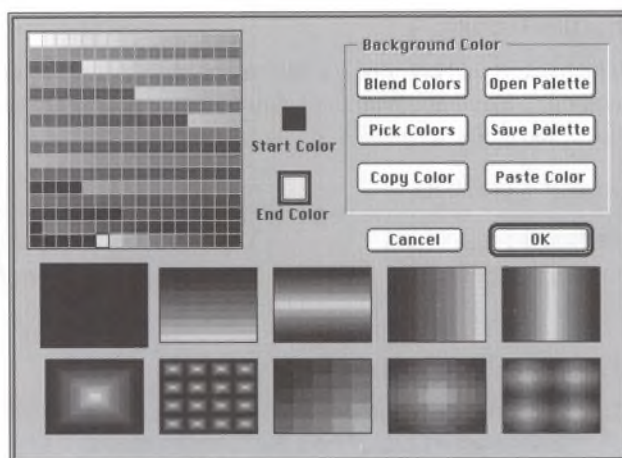 Background Color
Blend Colors
Open Palette
Pick Colors
Save Palette
Copy Color
Paste Color
Start Color
End Color
Cancel
OK